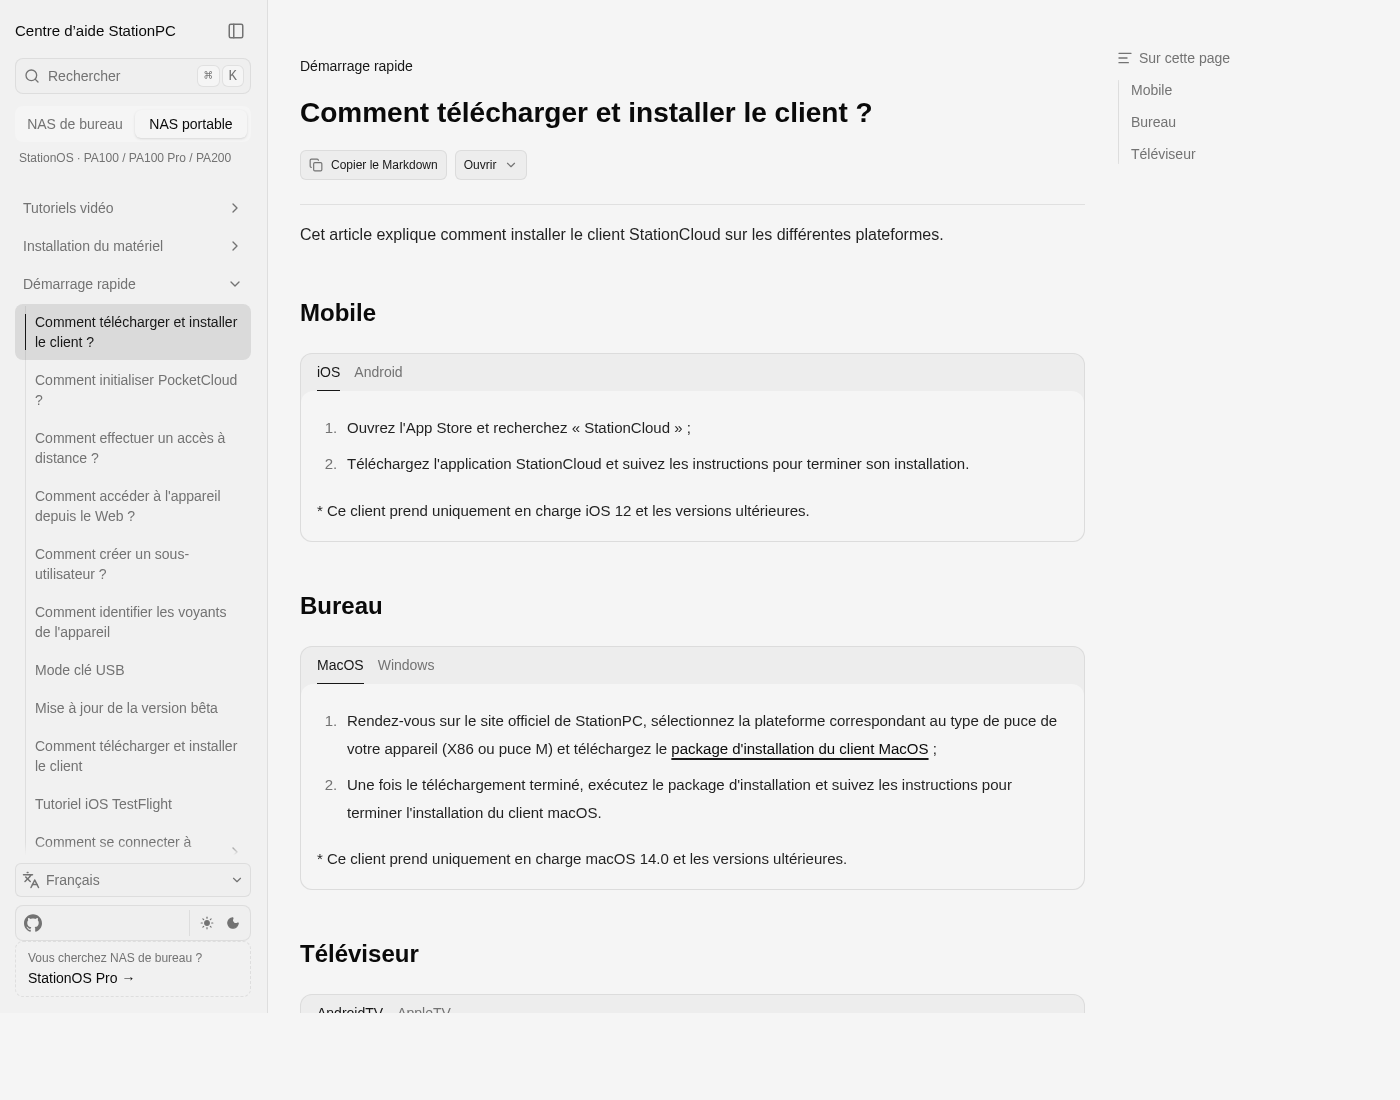 Centre d’aide StationPC
Rechercher
⌘ K
NAS de bureau
NAS portable
StationOS · PA100 / PA100 Pro / PA200
Tutoriels vidéo
Installation du matériel
Démarrage rapide
Comment télécharger et installer
le client ?
Comment initialiser PocketCloud
?
Comment effectuer un accès à
distance ?
Comment accéder à l'appareil
depuis le Web ?
Comment créer un sous-
utilisateur ?
Comment identifier les voyants
de l'appareil
Mode clé USB
Mise à jour de la version bêta
Comment télécharger et installer
le client
Tutoriel iOS TestFlight
Comment se connecter à
Français
Vous cherchez NAS de bureau ?
StationOS Pro →
Démarrage rapide
Comment télécharger et installer le client ?
Copier le Markdown
Ouvrir
Cet article explique comment installer le client StationCloud sur les différentes plateformes.
Mobile
iOS
Android
1. Ouvrez l'App Store et recherchez « StationCloud » ;
2. Téléchargez l'application StationCloud et suivez les instructions pour terminer son installation.
* Ce client prend uniquement en charge iOS 12 et les versions ultérieures.
Bureau
MacOS
Windows
1. Rendez-vous sur le site officiel de StationPC, sélectionnez la plateforme correspondant au type de puce de
votre appareil (X86 ou puce M) et téléchargez le package d'installation du client MacOS ;
2. Une fois le téléchargement terminé, exécutez le package d'installation et suivez les instructions pour
terminer l'installation du client macOS.
* Ce client prend uniquement en charge macOS 14.0 et les versions ultérieures.
Téléviseur
AndroidTV
AppleTV
Sur cette page
Mobile
Bureau
Téléviseur